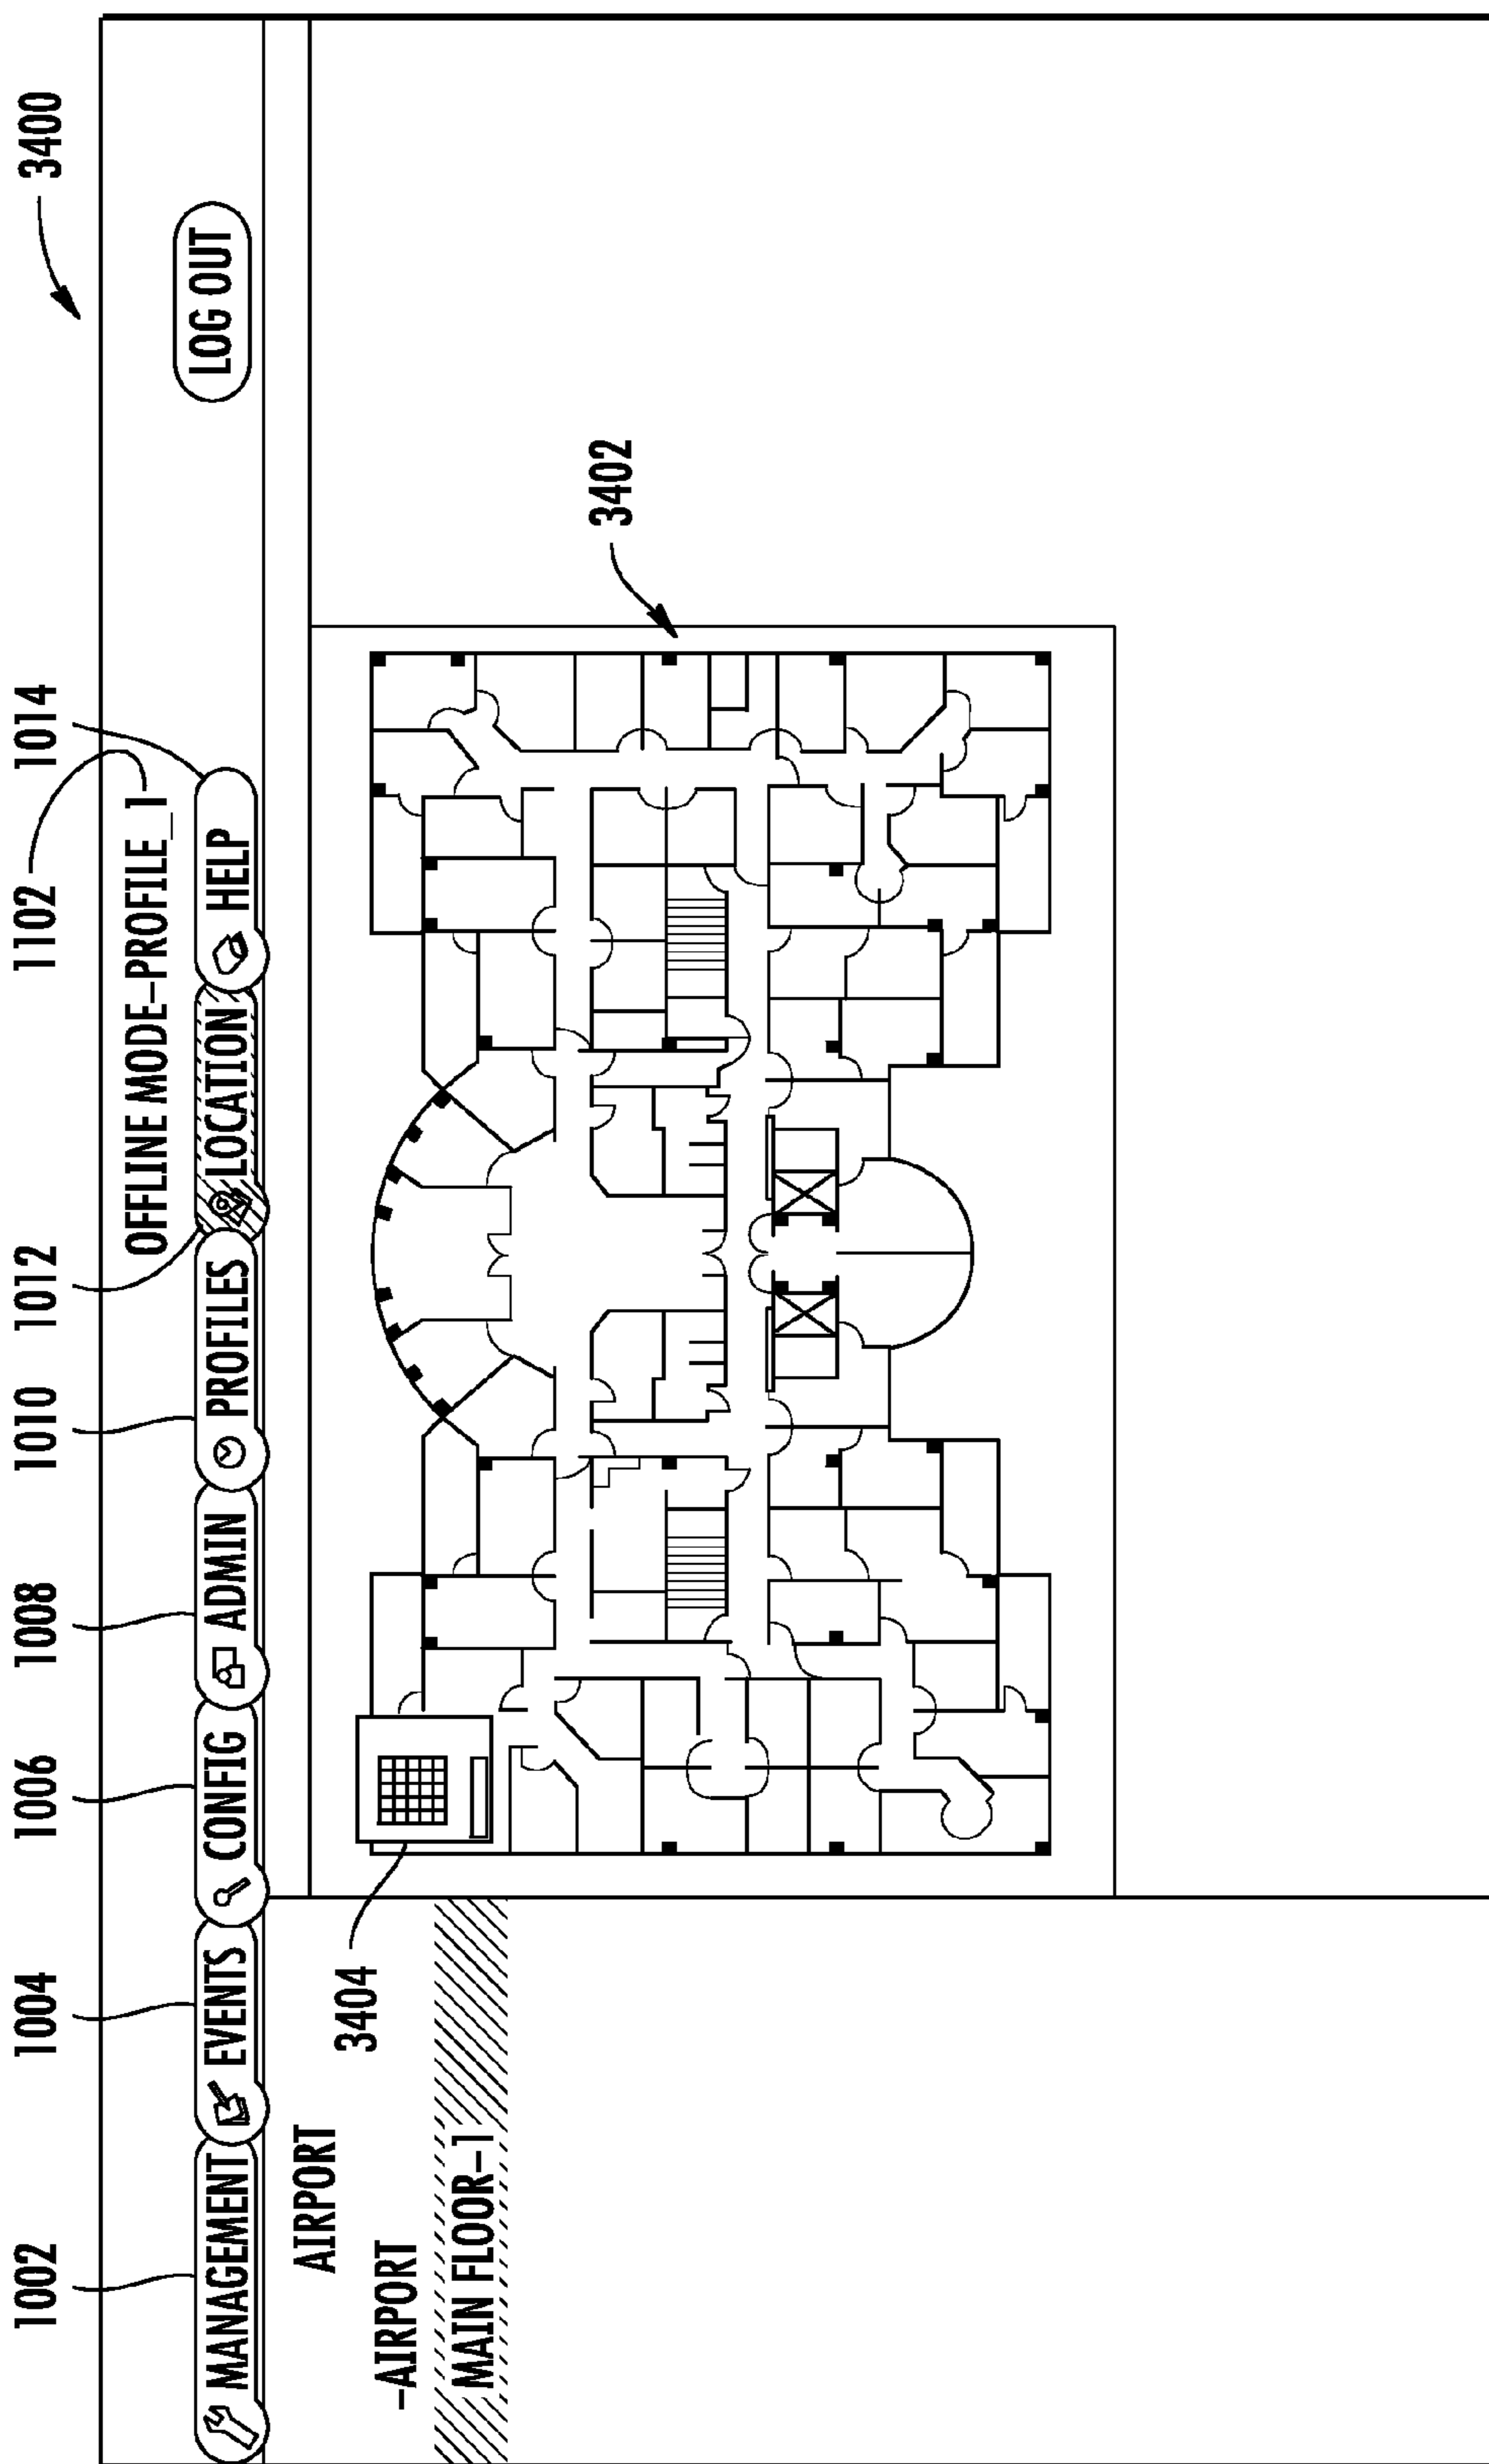 3400
1002
1004
1006
1008
1010
1012
1102
1014
OFFLINE MODE–PROFILE_1
MANAGEMENT
EVENTS
CONFIG
ADMIN
PROFILES
LOCATION
HELP
LOG OUT
AIRPORT
–AIRPORT
MAIN FLOOR–1
3404
3402